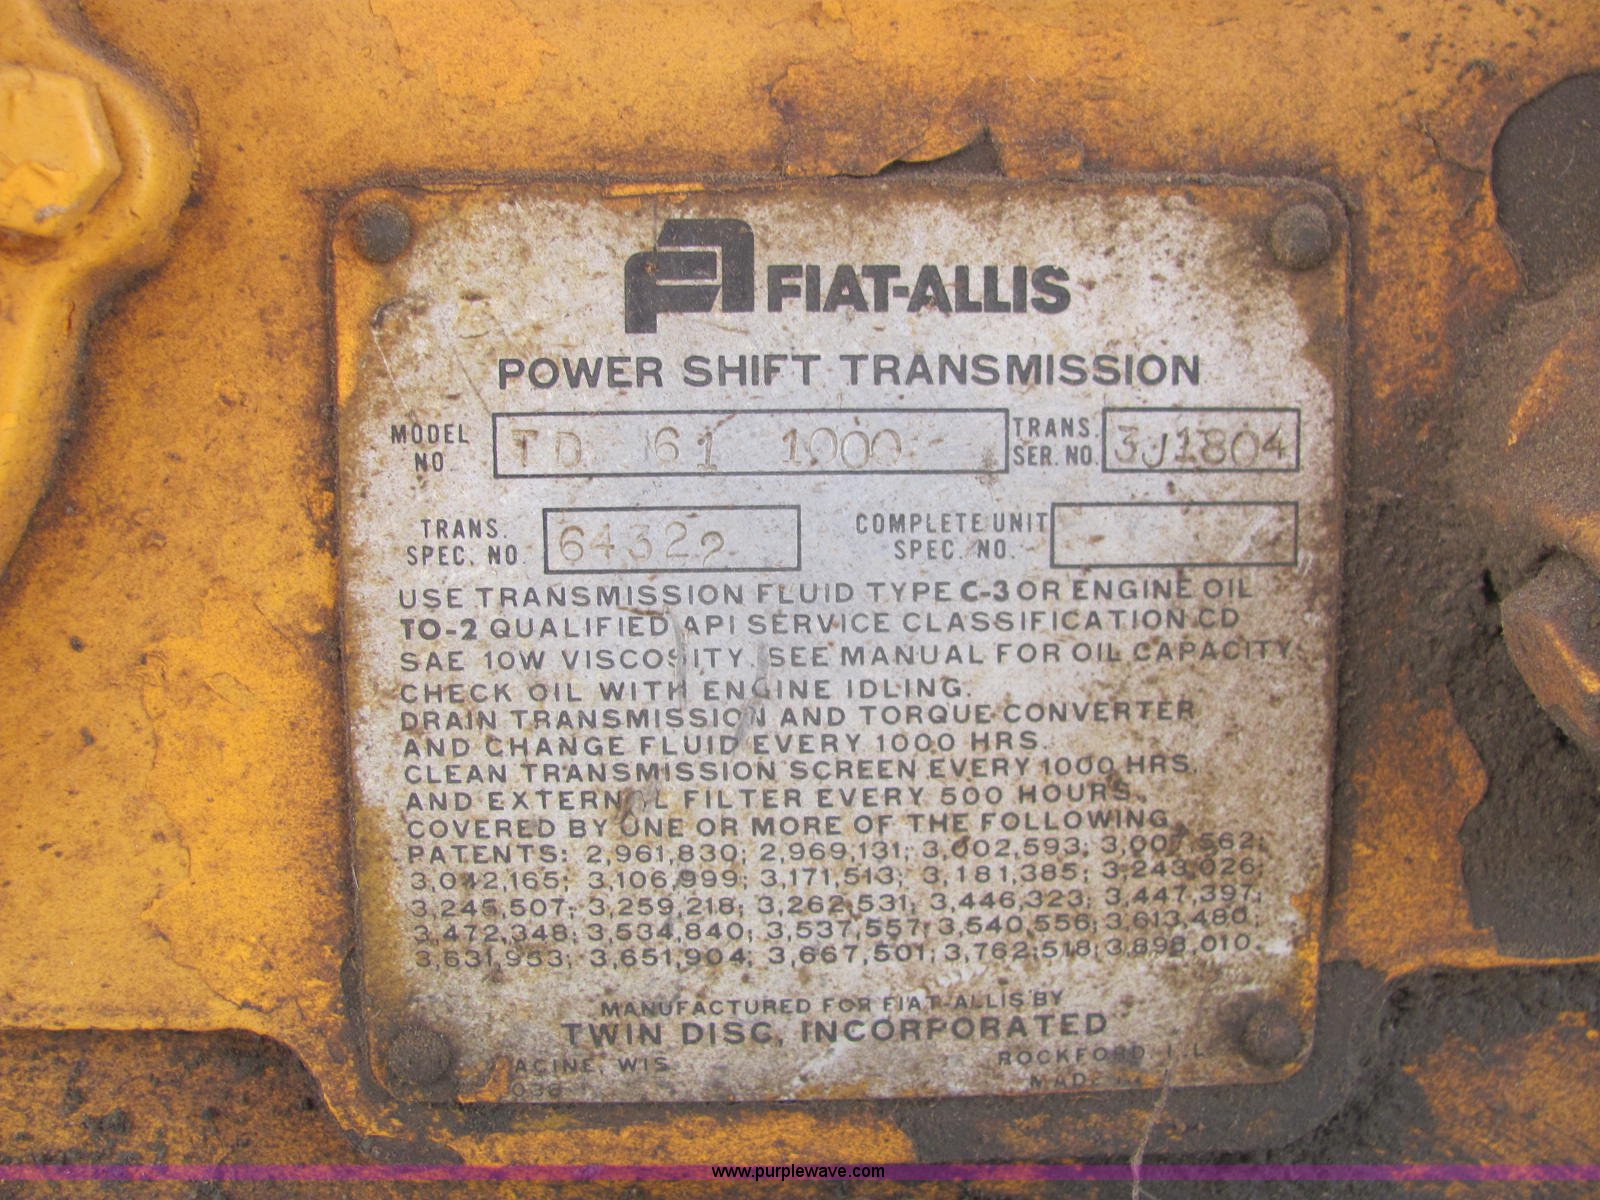 FIAT-ALLIS
POWER SHIFT TRANSMISSION
MODEL NO. TD 61 1000 TRANS. SER. NO. 3J1804
TRANS. SPEC. NO. 64322 COMPLETE UNIT SPEC. NO.
USE TRANSMISSION FLUID TYPE C-3 OR ENGINE OIL
TO-2 QUALIFIED API SERVICE CLASSIFICATION CD
SAE 10W VISCOSITY. SEE MANUAL FOR OIL CAPACITY.
CHECK OIL WITH ENGINE IDLING.
DRAIN TRANSMISSION AND TORQUE CONVERTER
AND CHANGE FLUID EVERY 1000 HRS.
CLEAN TRANSMISSION SCREEN EVERY 1000 HRS.
AND EXTERNAL FILTER EVERY 500 HOURS.
COVERED BY ONE OR MORE OF THE FOLLOWING
PATENTS: 2,961,830; 2,969,131; 3,002,593; 3,007,562;
3,042,165; 3,106,999; 3,171,513; 3,181,385; 3,243,026;
3,245,507; 3,259,218; 3,262,531; 3,446,323; 3,447,397;
3,472,348; 3,534,840; 3,537,557; 3,540,556; 3,613,480;
3,631,953; 3,651,904; 3,667,501; 3,762,518; 3,898,010
MANUFACTURED FOR FIAT-ALLIS BY
TWIN DISC, INCORPORATED
ACINE, WIS. ROCKFORD
MADE
www.purplewave.com